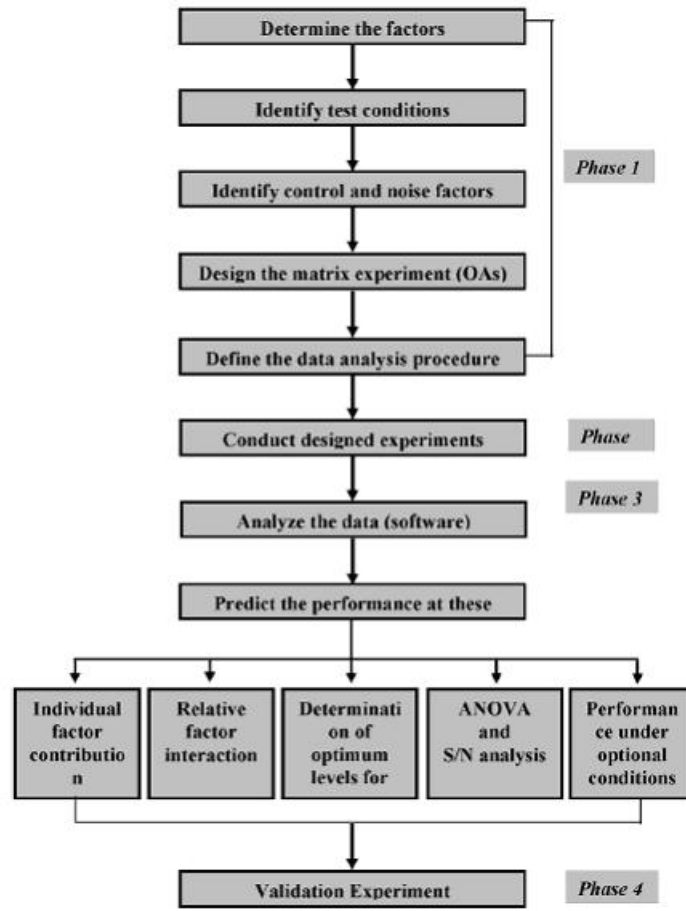 Determine the factors
Identify test conditions
Phase 1
Identify control and noise factors
Design the matrix experiment (OAs)
Define the data analysis procedure
Conduct designed experiments
Phase
Phase 3
Analyze the data (software)
Predict the performance at these
Individual
factor
contributio
n
Relative
factor
interaction
Determinati
on of
optimum
levels for
ANOVA
and
S/N analysis
Performan
ce under
optional
conditions
Validation Experiment
Phase 4